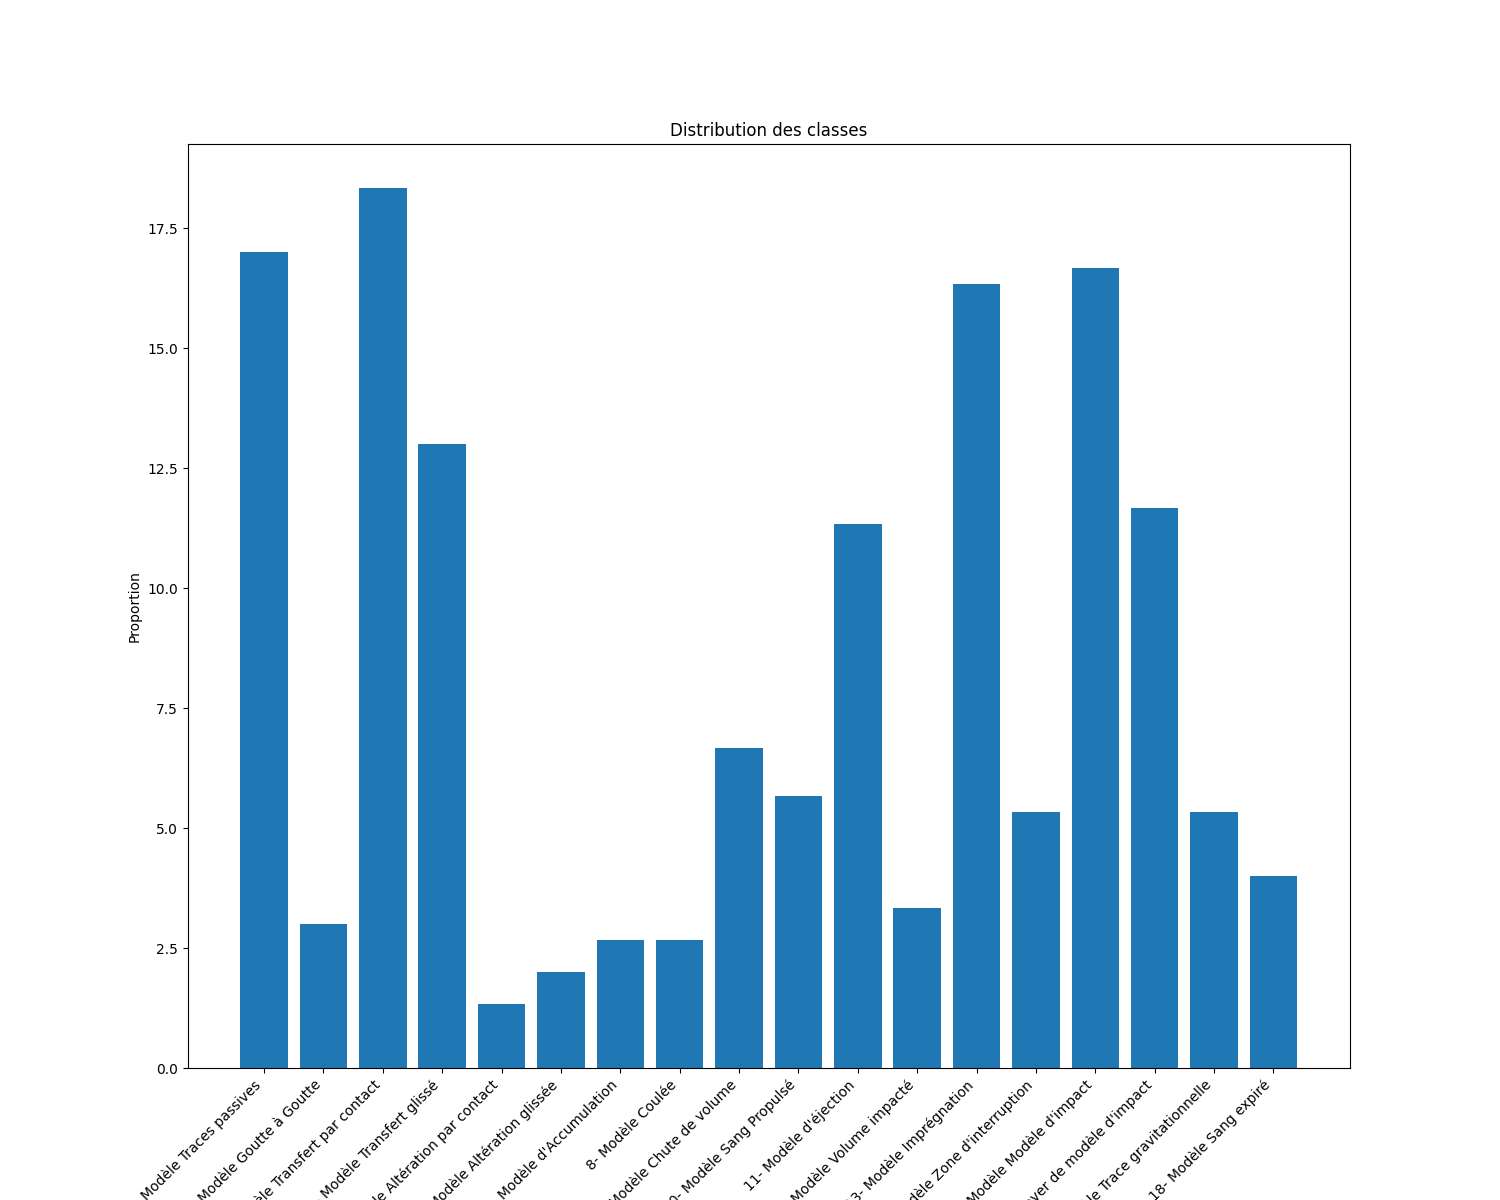 Distribution des classes
Proportion
17.5
15.0
12.5
10.0
7.5
5.0
2.5
0.0
Modèle Traces passives
Modèle Goutte à Goutte
Transfert par contact
Modèle Transfert glissé
Altération par contact
Modèle Altération glissée
Modèle d'Accumulation
8- Modèle Coulée
Modèle Chute de volume
Modèle Sang Propulsé
11- Modèle d'éjection
Modèle Volume impacté
Modèle Imprégnation
Zone d'interruption
Modèle Modèle d'impact
de modèle d'impact
Trace gravitationnelle
18- Modèle Sang expiré